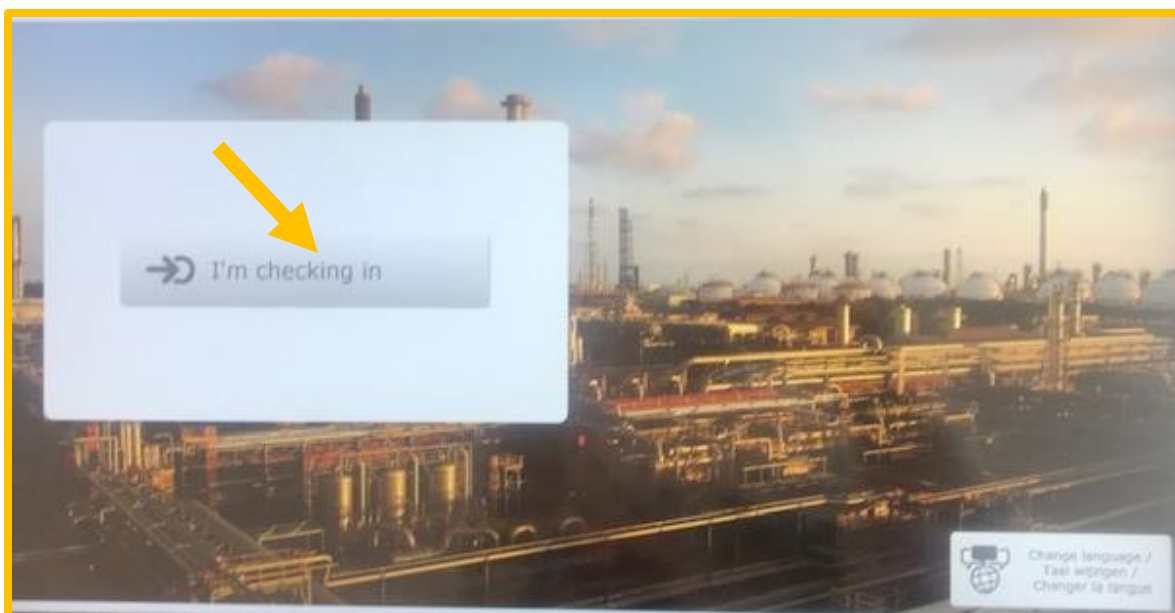 I'm checking in
Change language /
Taal wijzigen /
Changer la langue